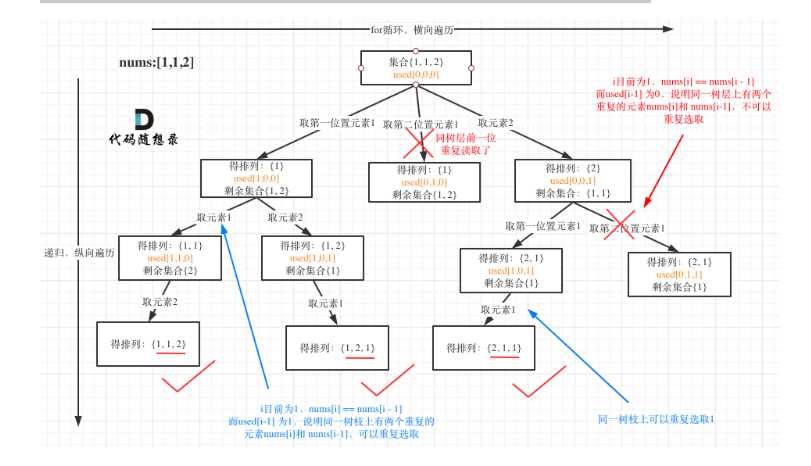 for循环，横向遍历
nums:[1,1,2]
集合{1, 1, 2}
used[0,0,0]
i目前为1，nums[i] == nums[i - 1]
而used[i-1] 为0，说明同一树层上有两个
重复的元素nums[i]和 nums[i-1]，不可以
重复选取
代码随想录
取第一位置元素1
取第二位置元素1
取元素2
同树层前一位
重复读取了
得排列：{1}
used[1,0,0]
剩余集合{1, 2}
得排列：{1}
used[0,1,0]
剩余集合{1, 2}
得排列：{2}
used[0,0,1]
剩余集合：{1, 1}
取元素1
取元素2
取第一位置元素1
取第二位置元素1
递归，纵向遍历
得排列：{1, 1}
used[1,1,0]
剩余集合{2}
得排列：{1, 2}
used[1,0,1]
剩余集合{1}
得排列：{2, 1}
used[1,0,1]
剩余集合{1}
得排列：{2, 1}
used[0,1,1]
剩余集合{1}
取元素2
取元素1
取元素1
得排列：{1, 1, 2}
得排列：{1, 2, 1}
得排列：{2, 1, 1}
i目前为1，nums[i] == nums[i - 1]
而used[i-1] 为1，说明同一树枝上有两个重复的
元素nums[i]和 nums[i-1]，可以重复选取
同一树枝上可以重复选取1